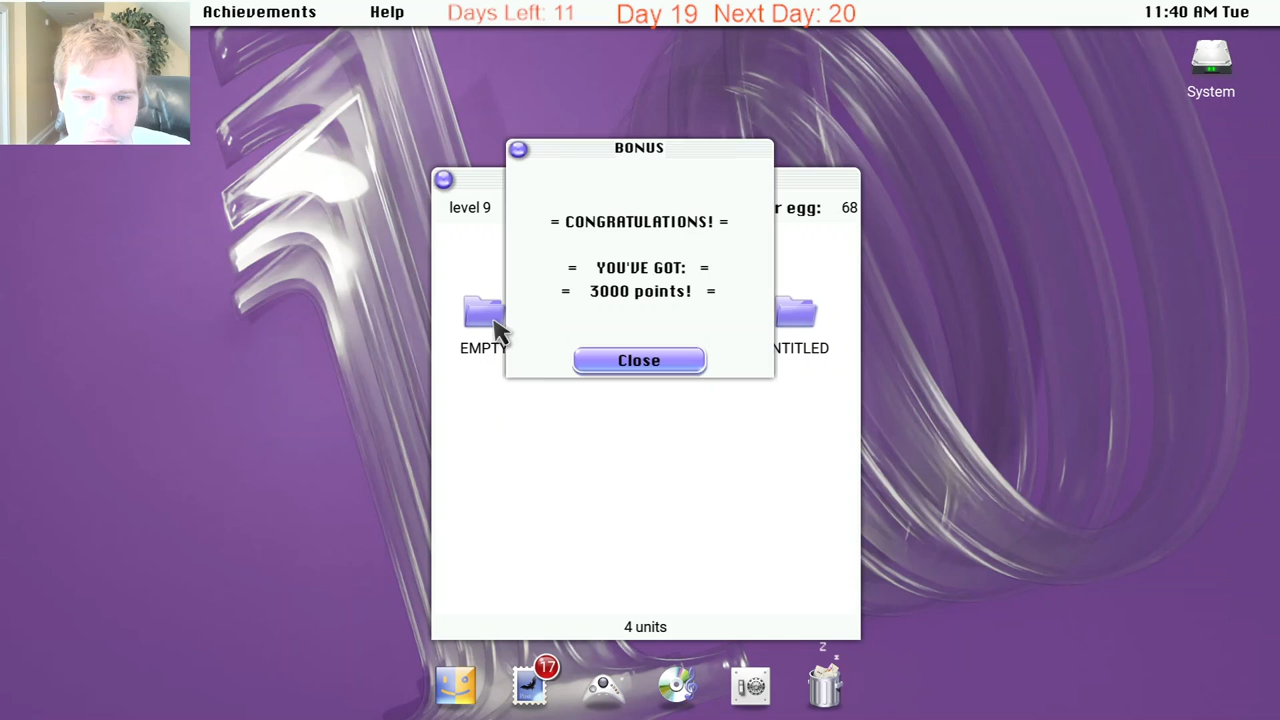 Achievements Help Days Left: 11 Day 19 Next Day: 20 11:40 AM Tue
System
BONUS
level 9 r egg: 68
= CONGRATULATIONS! =
= YOU'VE GOT: =
= 3000 points! =
EMPTY NTITLED
Close
4 units
17